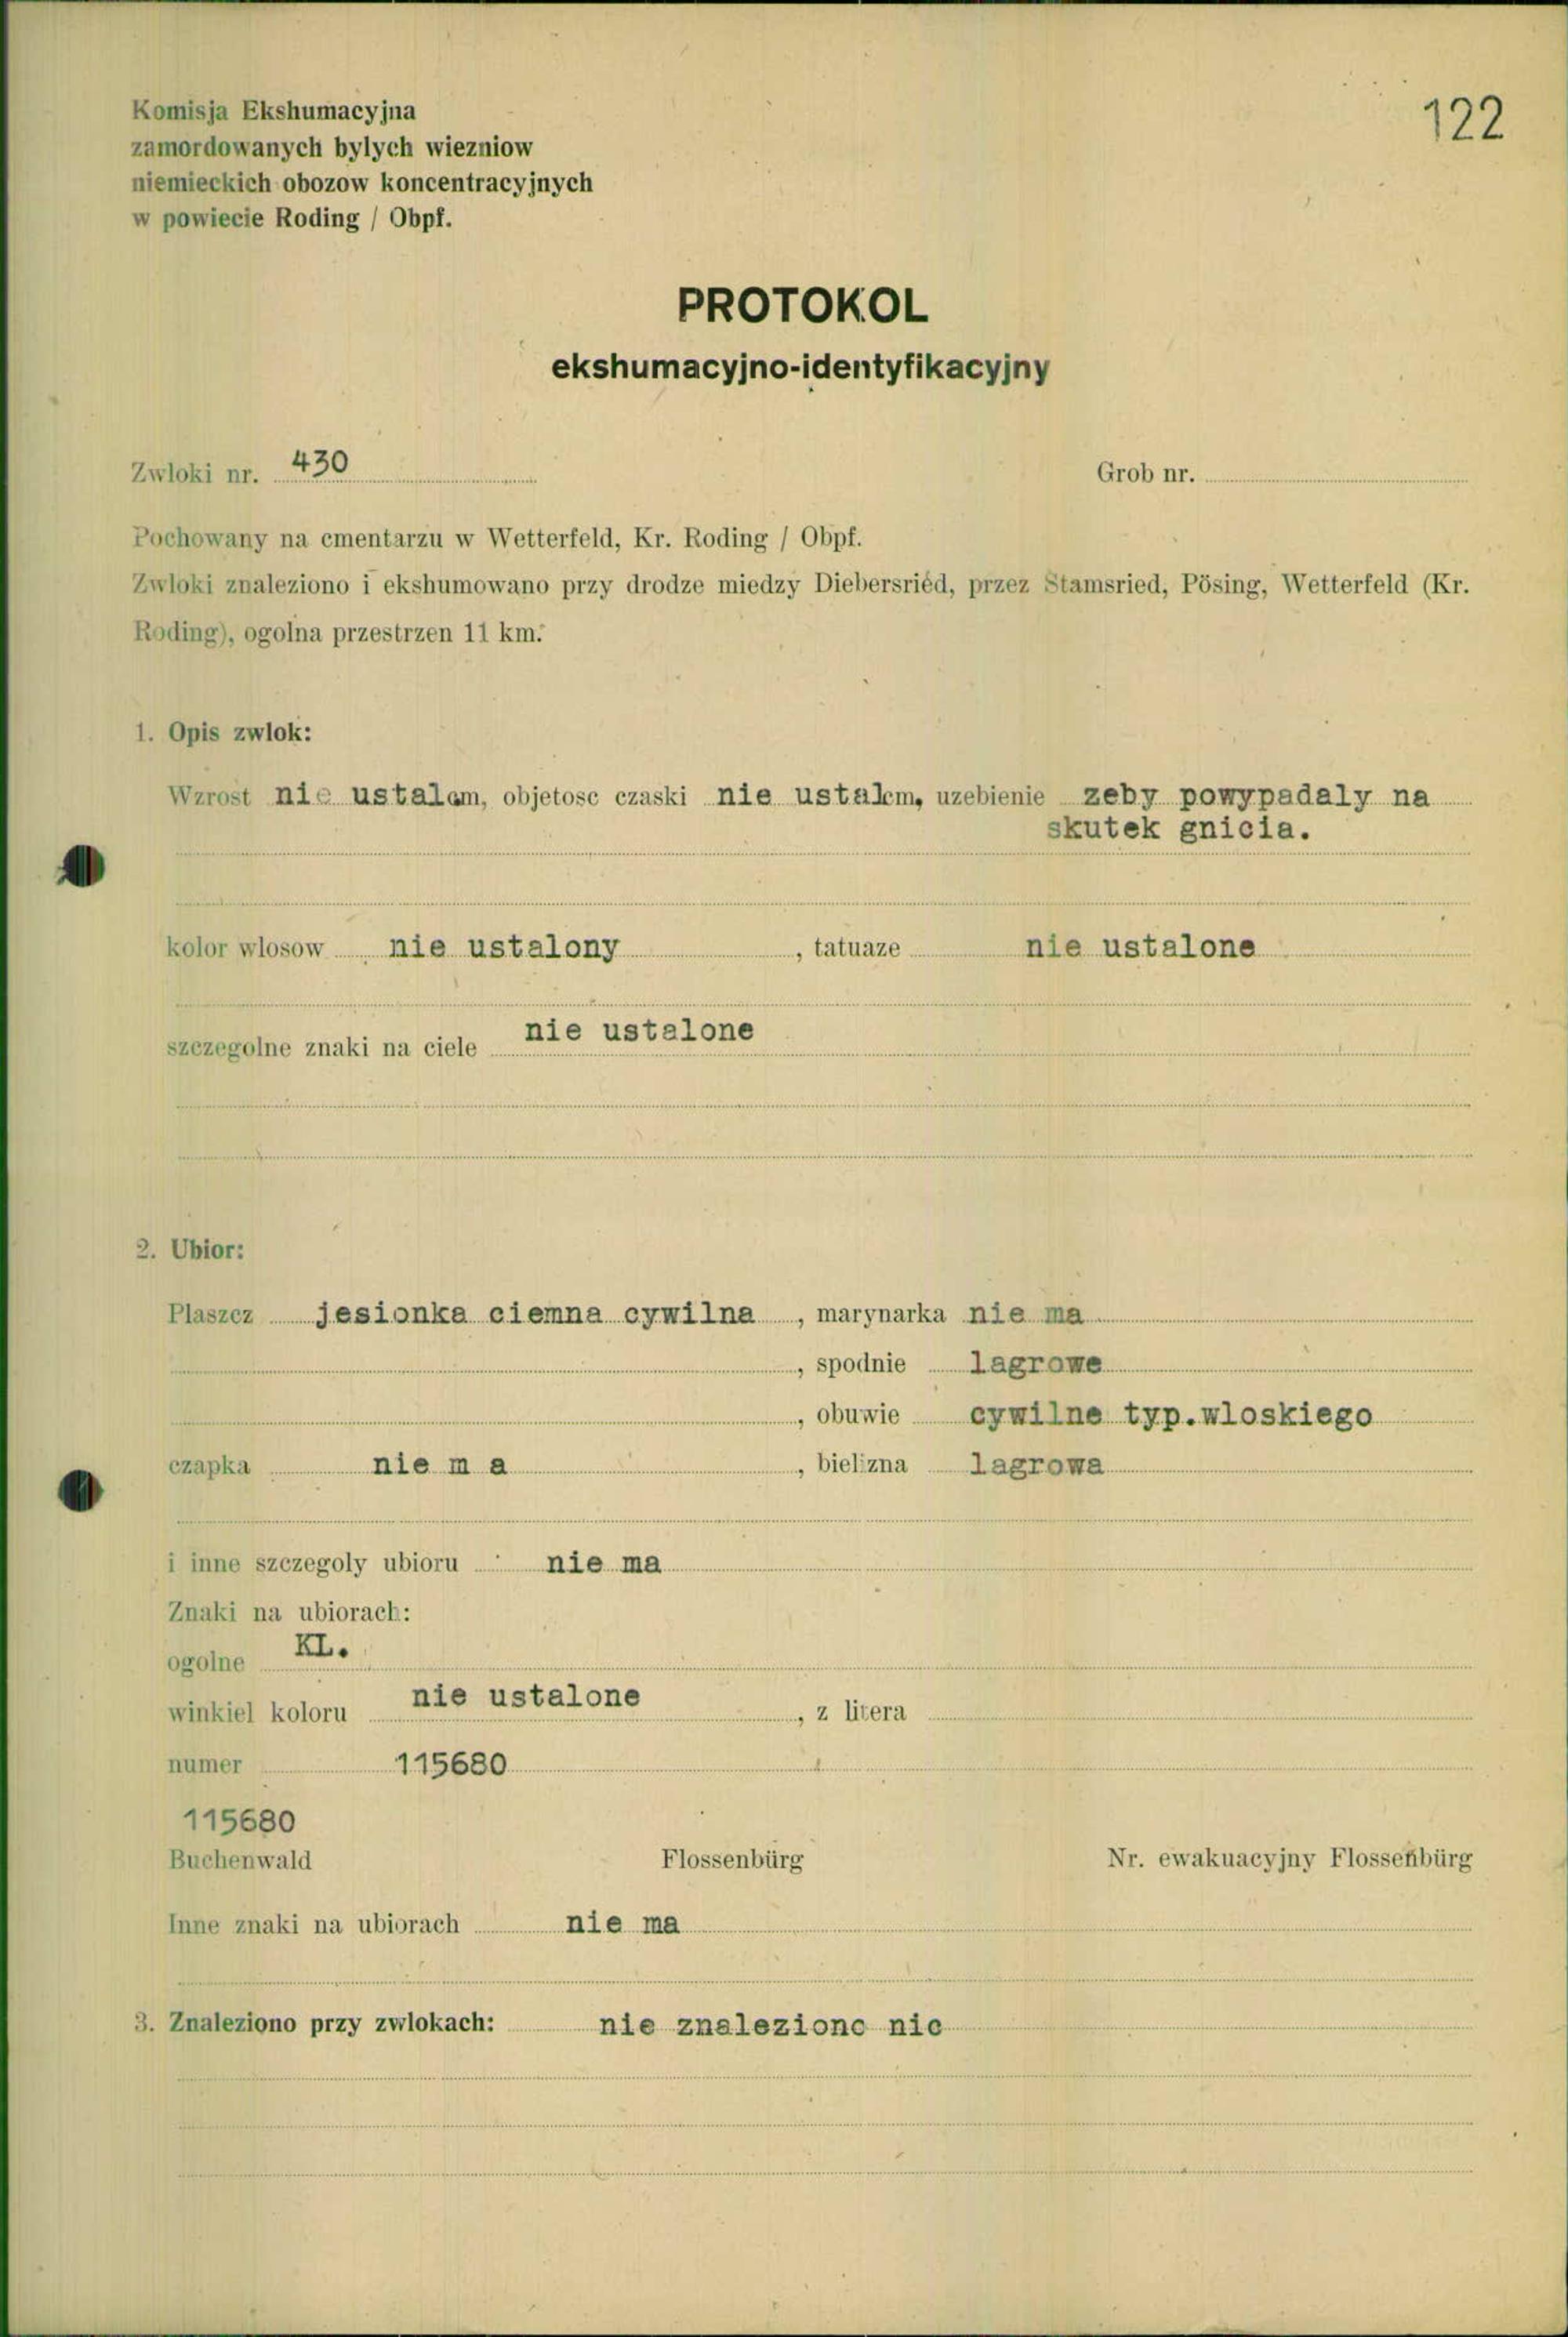 122
Komisja Ekshumacyjna
zamordowanych bylych wiezniow
niemieckich obozow koncentracyjnych
w powiecie Roding / Obpf.
PROTOKOL
ekshumacyjno-identyfikacyjny
Zwloki nr. 430 Grob nr.
Pochowany na cmentarzu w Wetterfeld, Kr. Roding / Obpf.
Zwloki znaleziono i ekshumowano przy drodze miedzy Diebersried, przez Stamsried, Pösing, Wetterfeld (Kr.
Roding), ogolna przestrzen 11 km.
1. Opis zwlok:
Wzrost nie ustal cm, objetosc czaski nie ustal cm, uzebienie zeby powypadaly na
skutek gnicia.
kolor wlosow nie ustalony , tatuaze nie ustalone
szczegolne znaki na ciele nie ustalone
2. Ubior:
Plaszcz jesionka ciemna cywilna , marynarka nie ma
, spodnie lagrowe
, obuwie cywilne typ.wloskiego
czapka nie m a , bielizna lagrowa
i inne szczegoly ubioru nie ma
Znaki na ubiorach:
ogolne KL.
winkiel koloru nie ustalone , z litera
numer 115680
115680
Buchenwald Flossenbürg Nr. ewakuacyjny Flossenbürg
Inne znaki na ubiorach nie ma
3. Znaleziono przy zwlokach: nie znaleziono nic